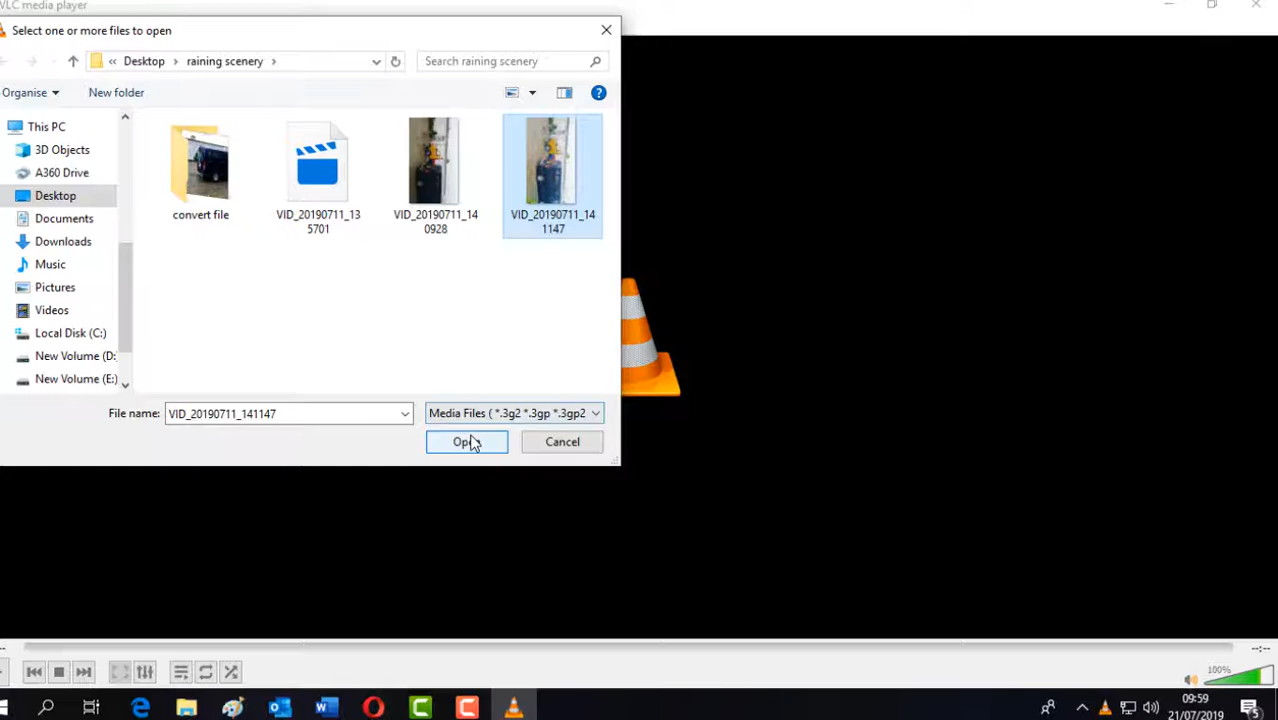 VLC media player
Select one or more files to open
« Desktop › raining scenery ›
Search raining scenery
Organise
New folder
This PC
3D Objects
A360 Drive
Desktop
Documents
Downloads
Music
Pictures
Videos
Local Disk (C:)
New Volume (D:
New Volume (E:)
convert file
VID_20190711_13
5701
VID_20190711_14
0928
VID_20190711_14
1147
File name:
VID_20190711_141147
Media Files ( *.3g2 *.3gp *.3gp2
Open
Cancel
--:--
100%
09:59
21/07/2019
5